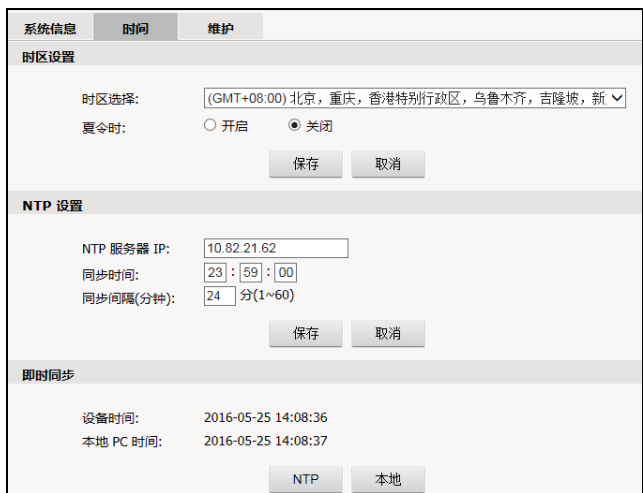 系统信息 时间 维护
时区设置
时区选择: (GMT+08:00) 北京，重庆，香港特别行政区，乌鲁木齐，吉隆坡，新
夏令时: 开启 关闭
保存 取消
NTP 设置
NTP 服务器 IP: 10.82.21.62
同步时间: 23 : 59 : 00
同步间隔(分钟): 24 分(1~60)
保存 取消
即时同步
设备时间: 2016-05-25 14:08:36
本地 PC 时间: 2016-05-25 14:08:37
NTP 本地